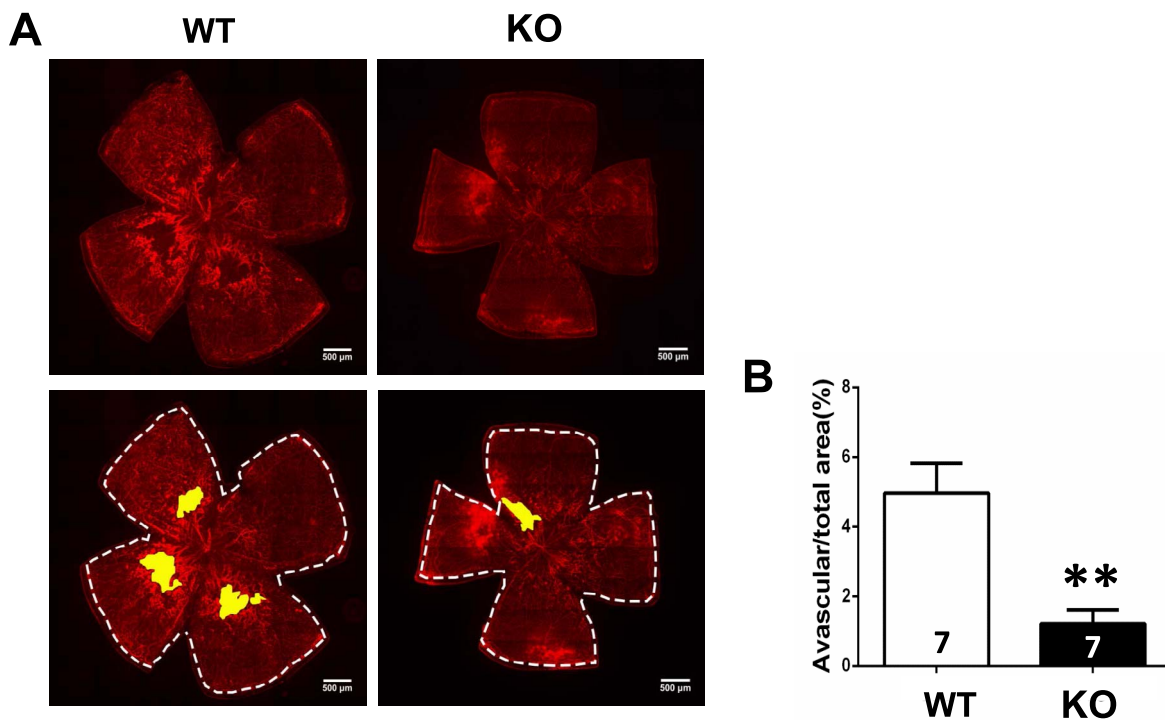 A
WT
KO
500 µm
500 µm
500 µm
500 µm
B
Avascular/total area(%)
8
6
4
2
0
**
7
7
WT
KO